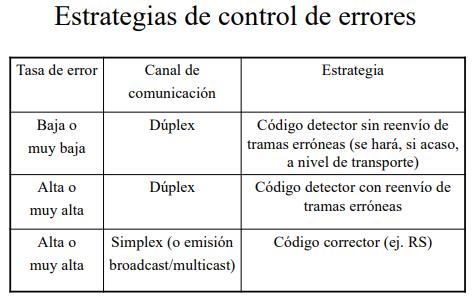 Estrategias de control de errores
Tasa de error
Canal de
comunicación
Estrategia
Baja o
muy baja
Dúplex
Código detector sin reenvío de
tramas erróneas (se hará, si acaso,
a nivel de transporte)
Alta o
muy alta
Dúplex
Código detector con reenvío de
tramas erróneas
Alta o
muy alta
Simplex (o emisión
broadcast/multicast)
Código corrector (ej. RS)